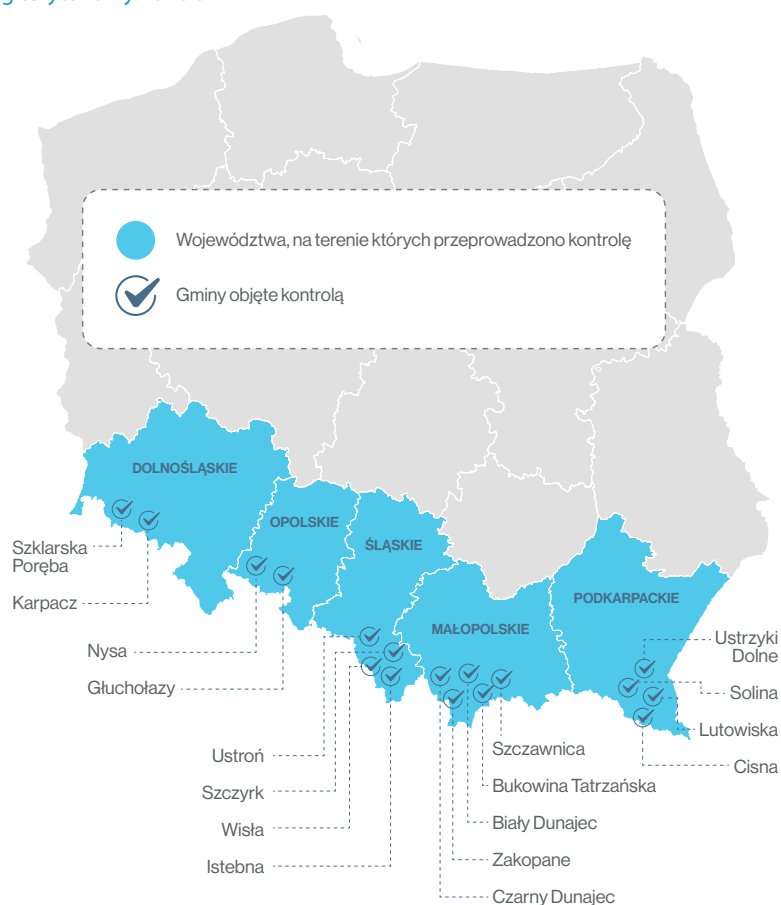 Województwa, na terenie których przeprowadzono kontrolę
Gminy objęte kontrolą
DOLNOŚLĄSKIE
OPOLSKIE
ŚLĄSKIE
MAŁOPOLSKIE
PODKARPACKIE
Szklarska
Poręba
Karpacz
Nysa
Głuchołazy
Ustroń
Szczyrk
Wisła
Istebna
Szczawnica
Bukowina Tatrzańska
Biały Dunajec
Zakopane
Czarny Dunajec
Ustrzyki
Dolne
Solina
Lutowiska
Cisna